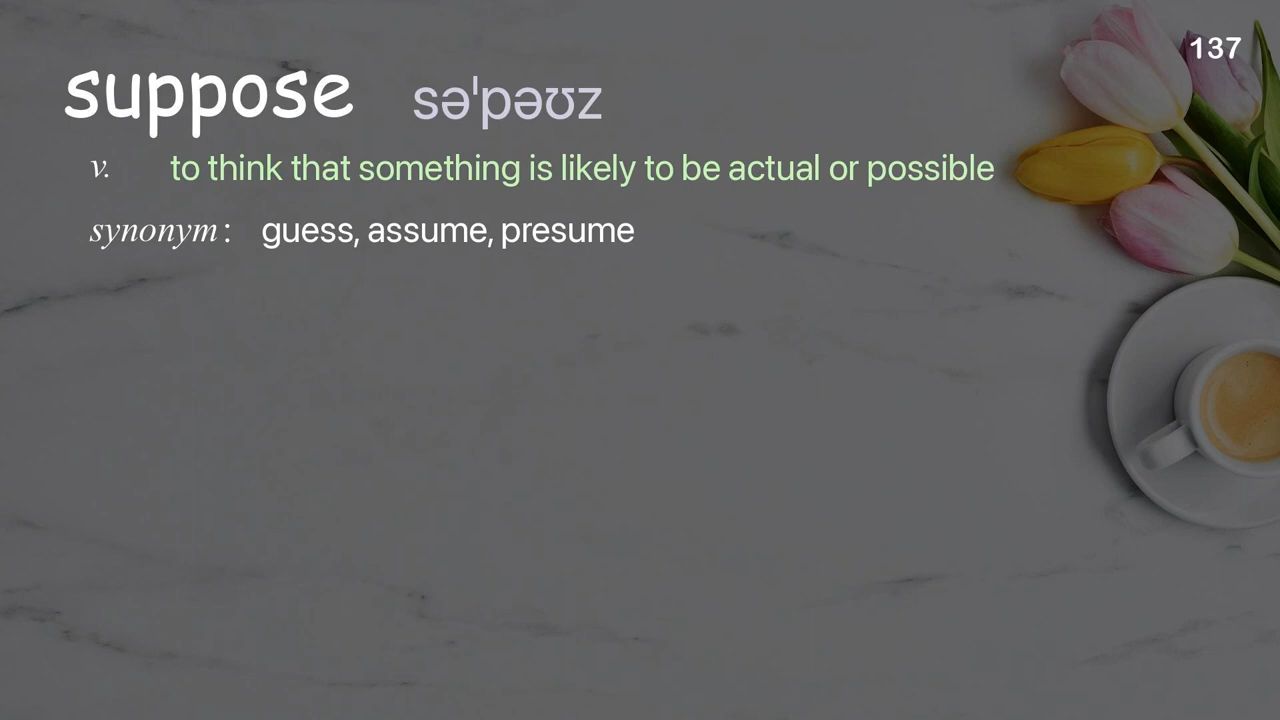 137
suppose səˈpəʊz
v. to think that something is likely to be actual or possible
synonym : guess, assume, presume